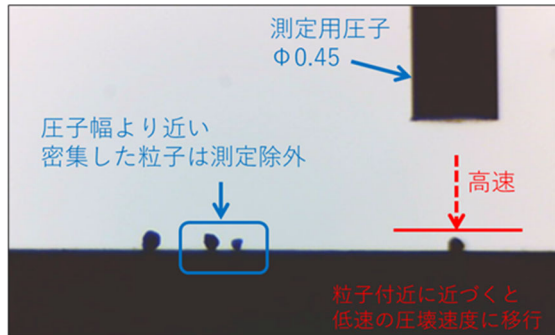 測定用圧子
Φ0.45
圧子幅より近い
密集した粒子は測定除外
高速
粒子付近に近づくと
低速の圧壊速度に移行